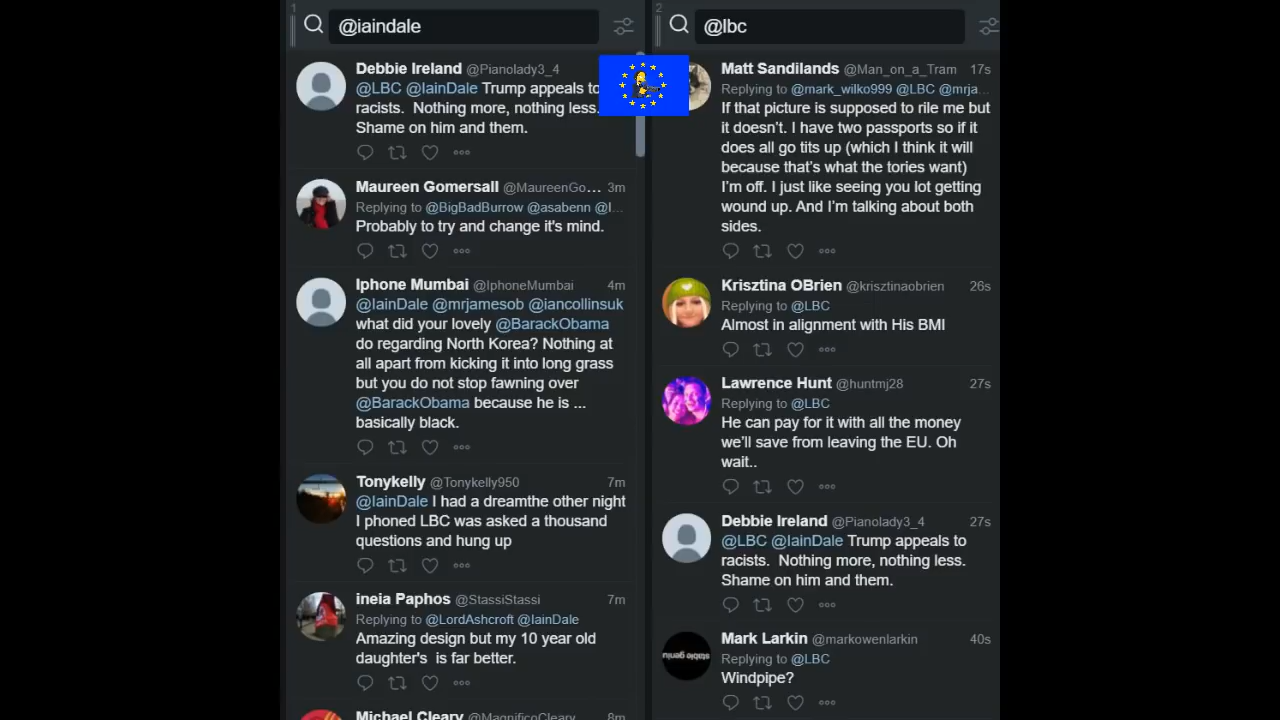 1
@iaindale
Debbie Ireland @Pianolady3_4
@LBC @IainDale Trump appeals to
racists.  Nothing more, nothing less.
Shame on him and them.
Maureen Gomersall @MaureenGo… 3m
Replying to @BigBadBurrow @asabenn @I...
Probably to try and change it's mind.
Iphone Mumbai @IphoneMumbai 4m
@IainDale @mrjamesob @iancollinsuk
what did your lovely @BarackObama
do regarding North Korea? Nothing at
all apart from kicking it into long grass
but you do not stop fawning over
@BarackObama because he is ...
basically black.
Tonykelly @Tonykelly950 7m
@IainDale I had a dreamthe other night
I phoned LBC was asked a thousand
questions and hung up
ineia Paphos @StassiStassi 7m
Replying to @LordAshcroft @IainDale
Amazing design but my 10 year old
daughter's  is far better.
Michael Cleary @MagnificoCleary 8m
2
@lbc
Matt Sandilands @Man_on_a_Tram 17s
Replying to @mark_wilko999 @LBC @mrja...
If that picture is supposed to rile me but
it doesn't. I have two passports so if it
does all go tits up (which I think it will
because that's what the tories want)
I'm off. I just like seeing you lot getting
wound up. And I'm talking about both
sides.
Krisztina OBrien @krisztinaobrien 26s
Replying to @LBC
Almost in alignment with His BMI
Lawrence Hunt @huntmj28 27s
Replying to @LBC
He can pay for it with all the money
we'll save from leaving the EU. Oh
wait..
Debbie Ireland @Pianolady3_4 27s
@LBC @IainDale Trump appeals to
racists.  Nothing more, nothing less.
Shame on him and them.
Mark Larkin @markowenlarkin 40s
Replying to @LBC
Windpipe?